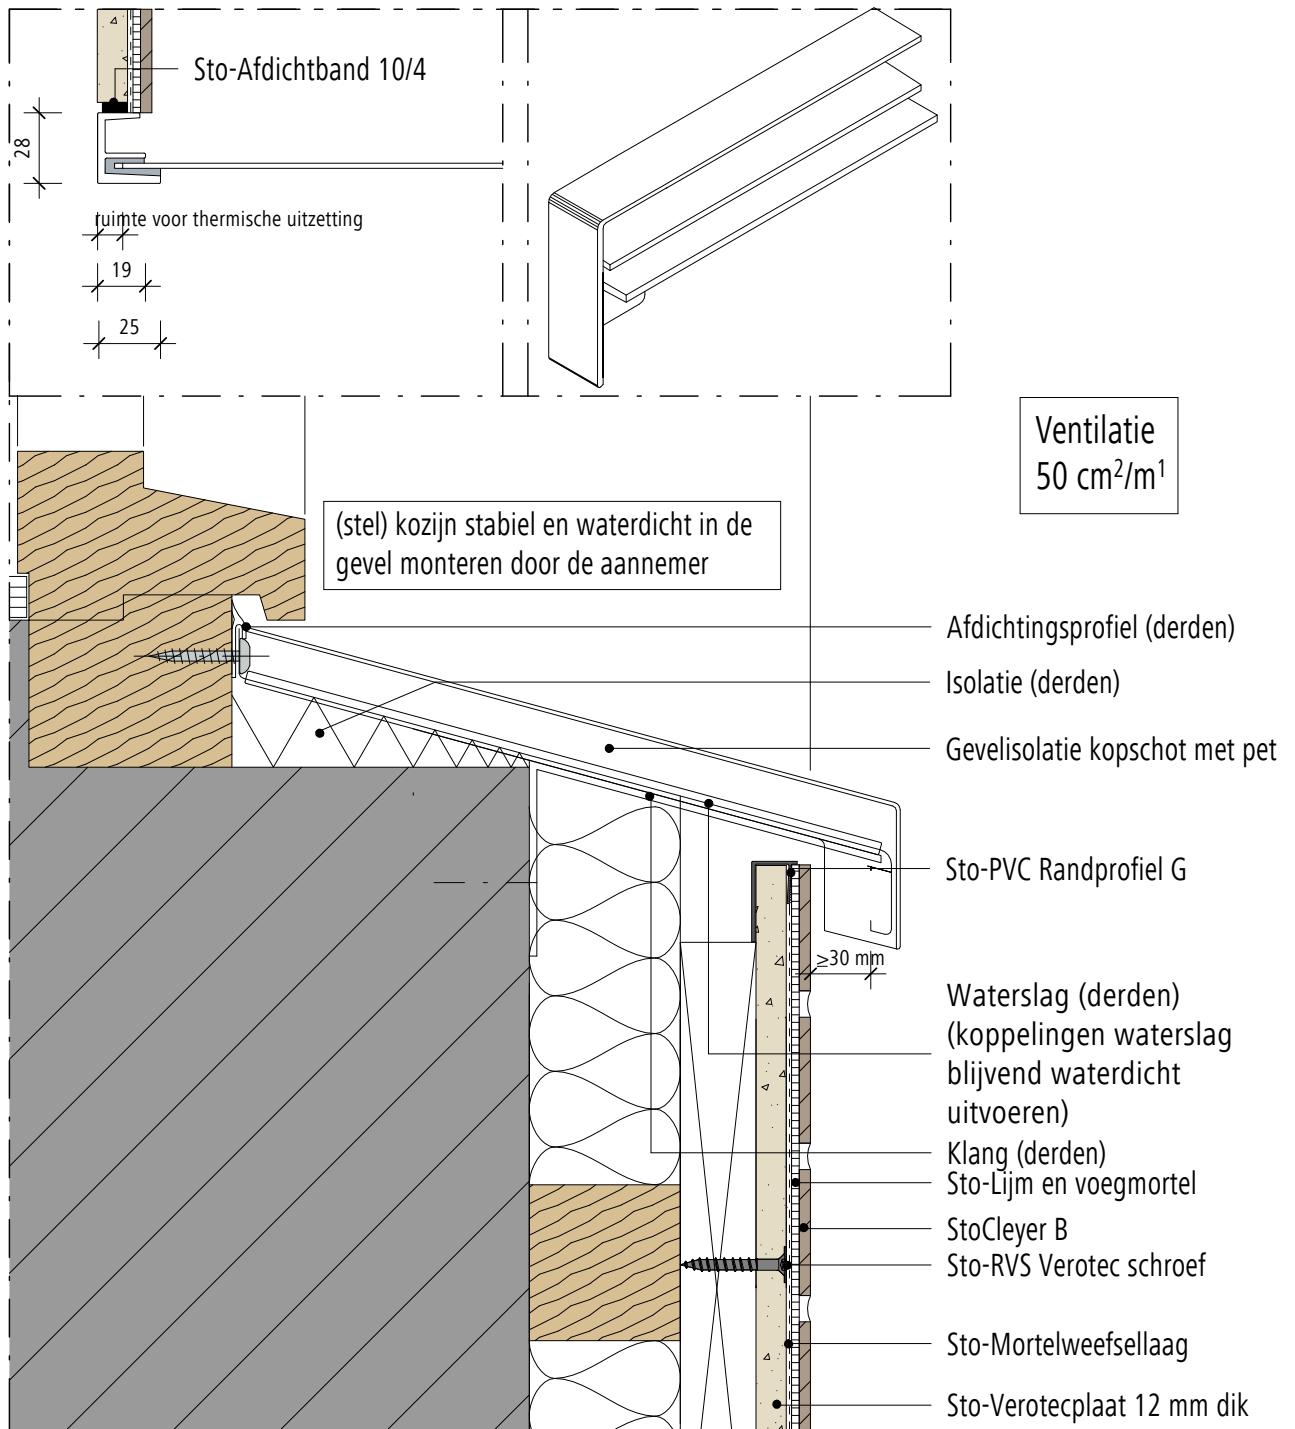 Sto-Afdichtband 10/4
28
ruimte voor thermische uitzetting
19
25
Ventilatie
50 cm²/m¹
(stel) kozijn stabiel en waterdicht in de
gevel monteren door de aannemer
Afdichtingsprofiel (derden)
Isolatie (derden)
Gevelisolatie kopschot met pet
Sto-PVC Randprofiel G
≥30 mm
Waterslag (derden)
(koppelingen waterslag
blijvend waterdicht
uitvoeren)
Klang (derden)
Sto-Lijm en voegmortel
StoCleyer B
Sto-RVS Verotec schroef
Sto-Mortelweefsellaag
Sto-Verotecplaat 12 mm dik